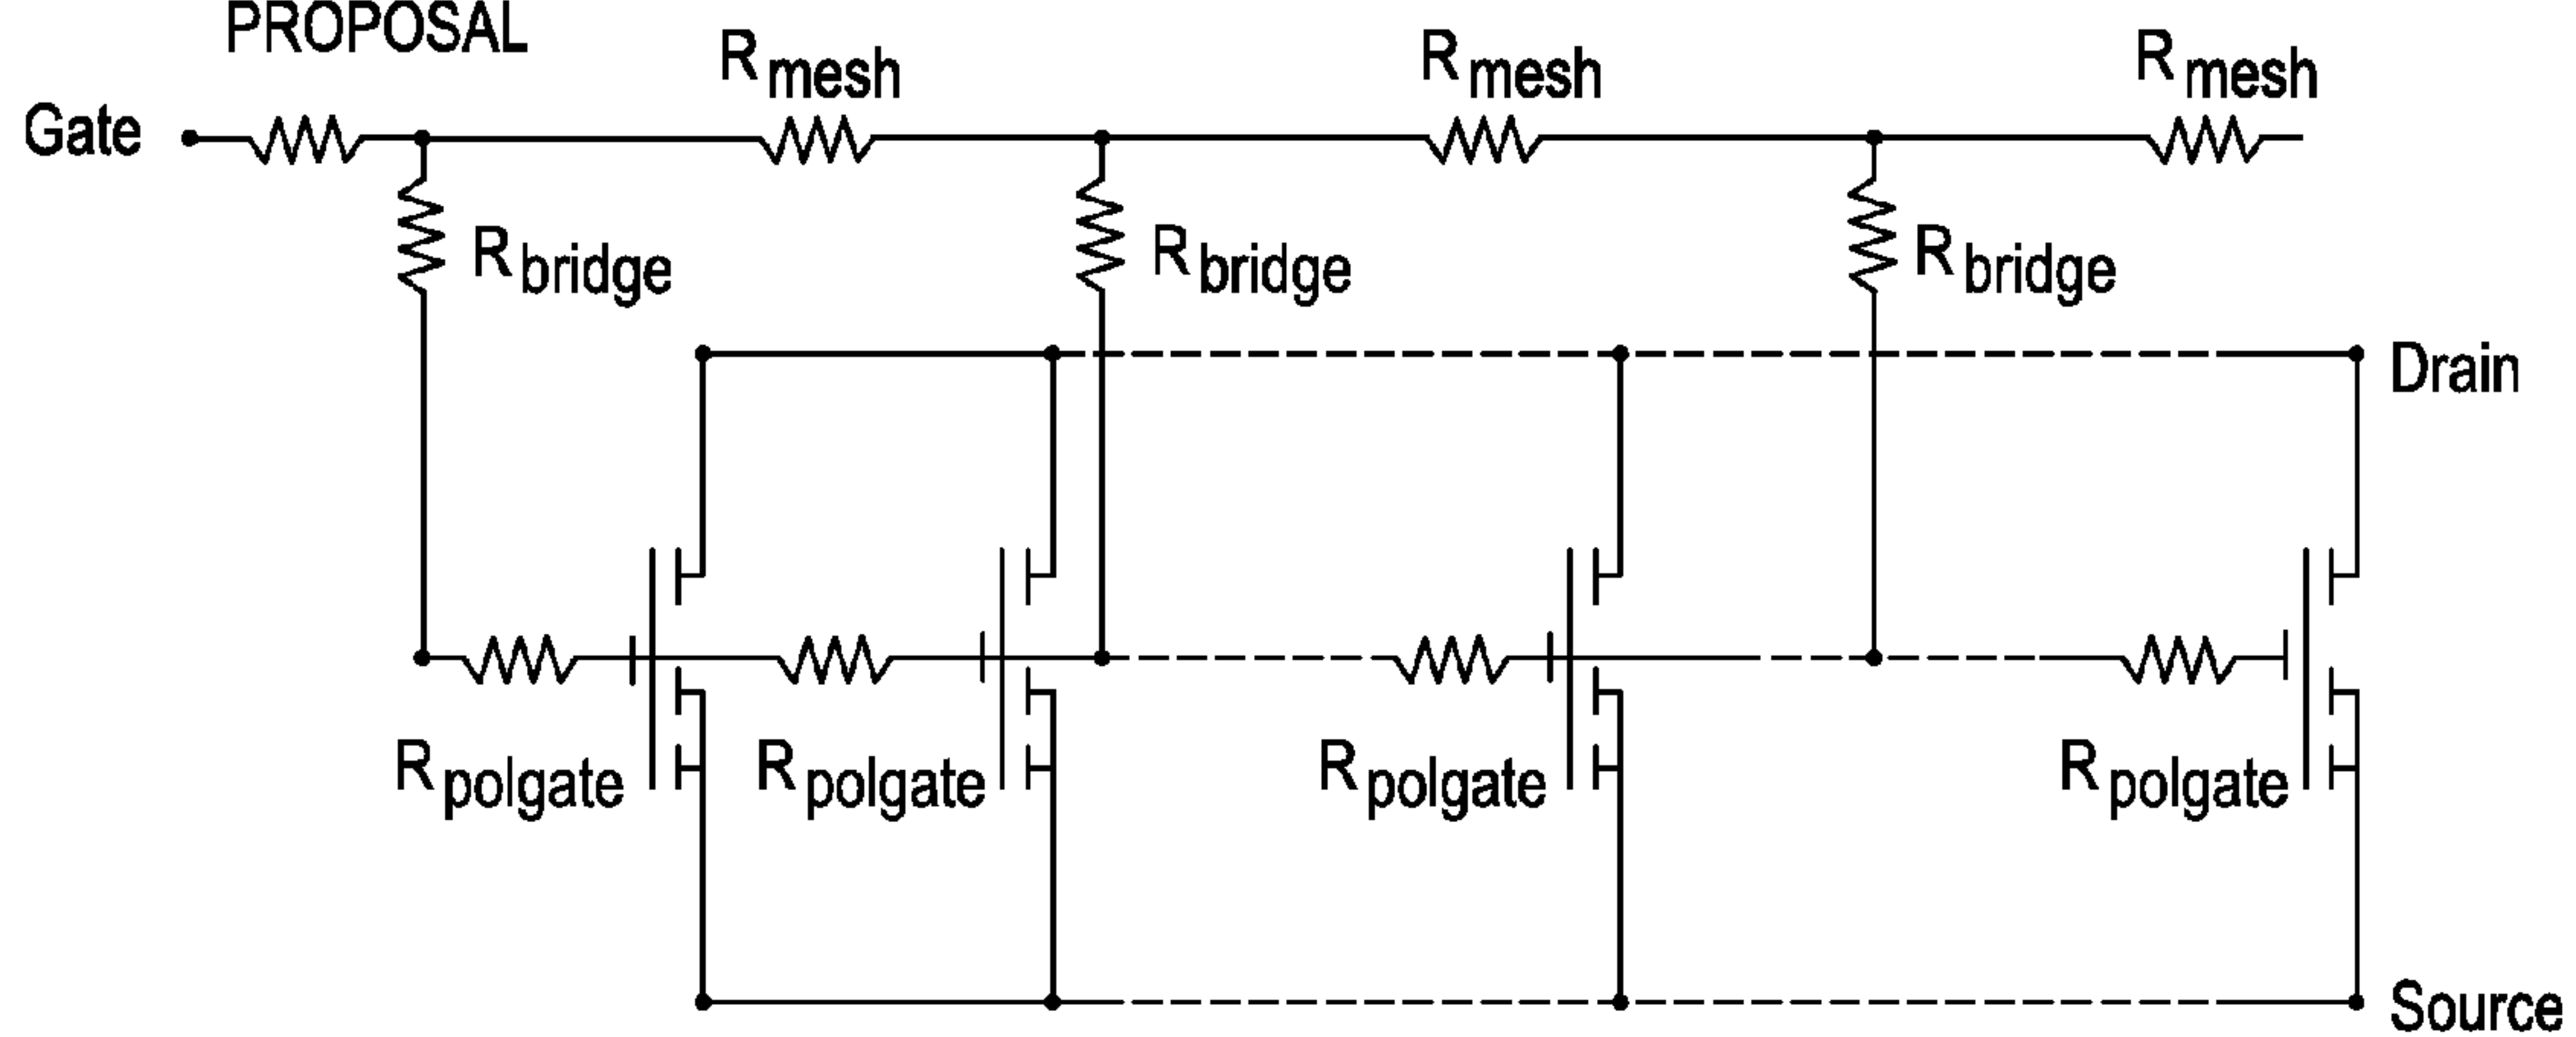 PROPOSAL
Rmesh Rmesh Rmesh
Gate
Rbridge Rbridge Rbridge
Drain
Rpolgate Rpolgate Rpolgate Rpolgate
Source